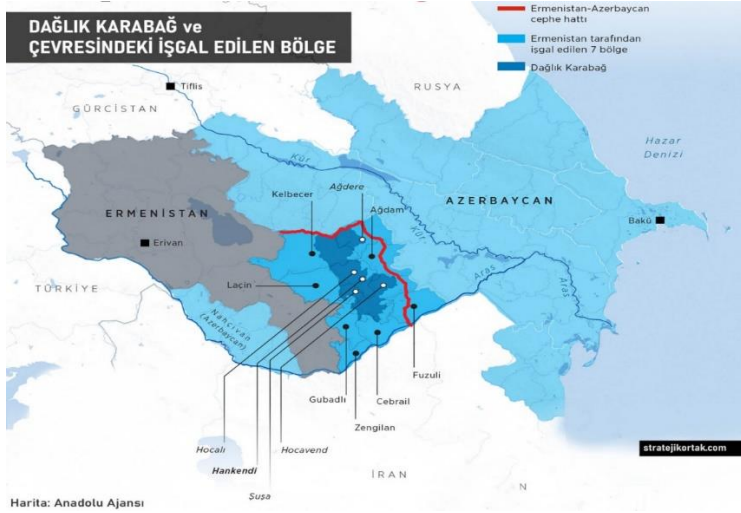 DAĞLIK KARABAĞ ve
ÇEVRESİNDEKİ İŞGAL EDİLEN BÖLGE
Ermenistan-Azerbaycan
cephe hattı
Ermenistan tarafından
işgal edilen 7 bölge
Dağlık Karabağ
RUSYA
Tiflis
GÜRCİSTAN
Hazar
Denizi
Kür
Ağdere
Kelbecer
Ağdam
AZERBAYCAN
ERMENİSTAN
Bakü
Kür
Erivan
Aras
Aras
Laçin
TÜRKİYE
Nahçıvan
(Azerbaycan)
Fuzuli
Gubadlı
Cebrail
Zengilan
Hocalı
Hocavend
Hankendi
Şuşa
İRAN
N
stratejikortak.com
Harita: Anadolu Ajansı